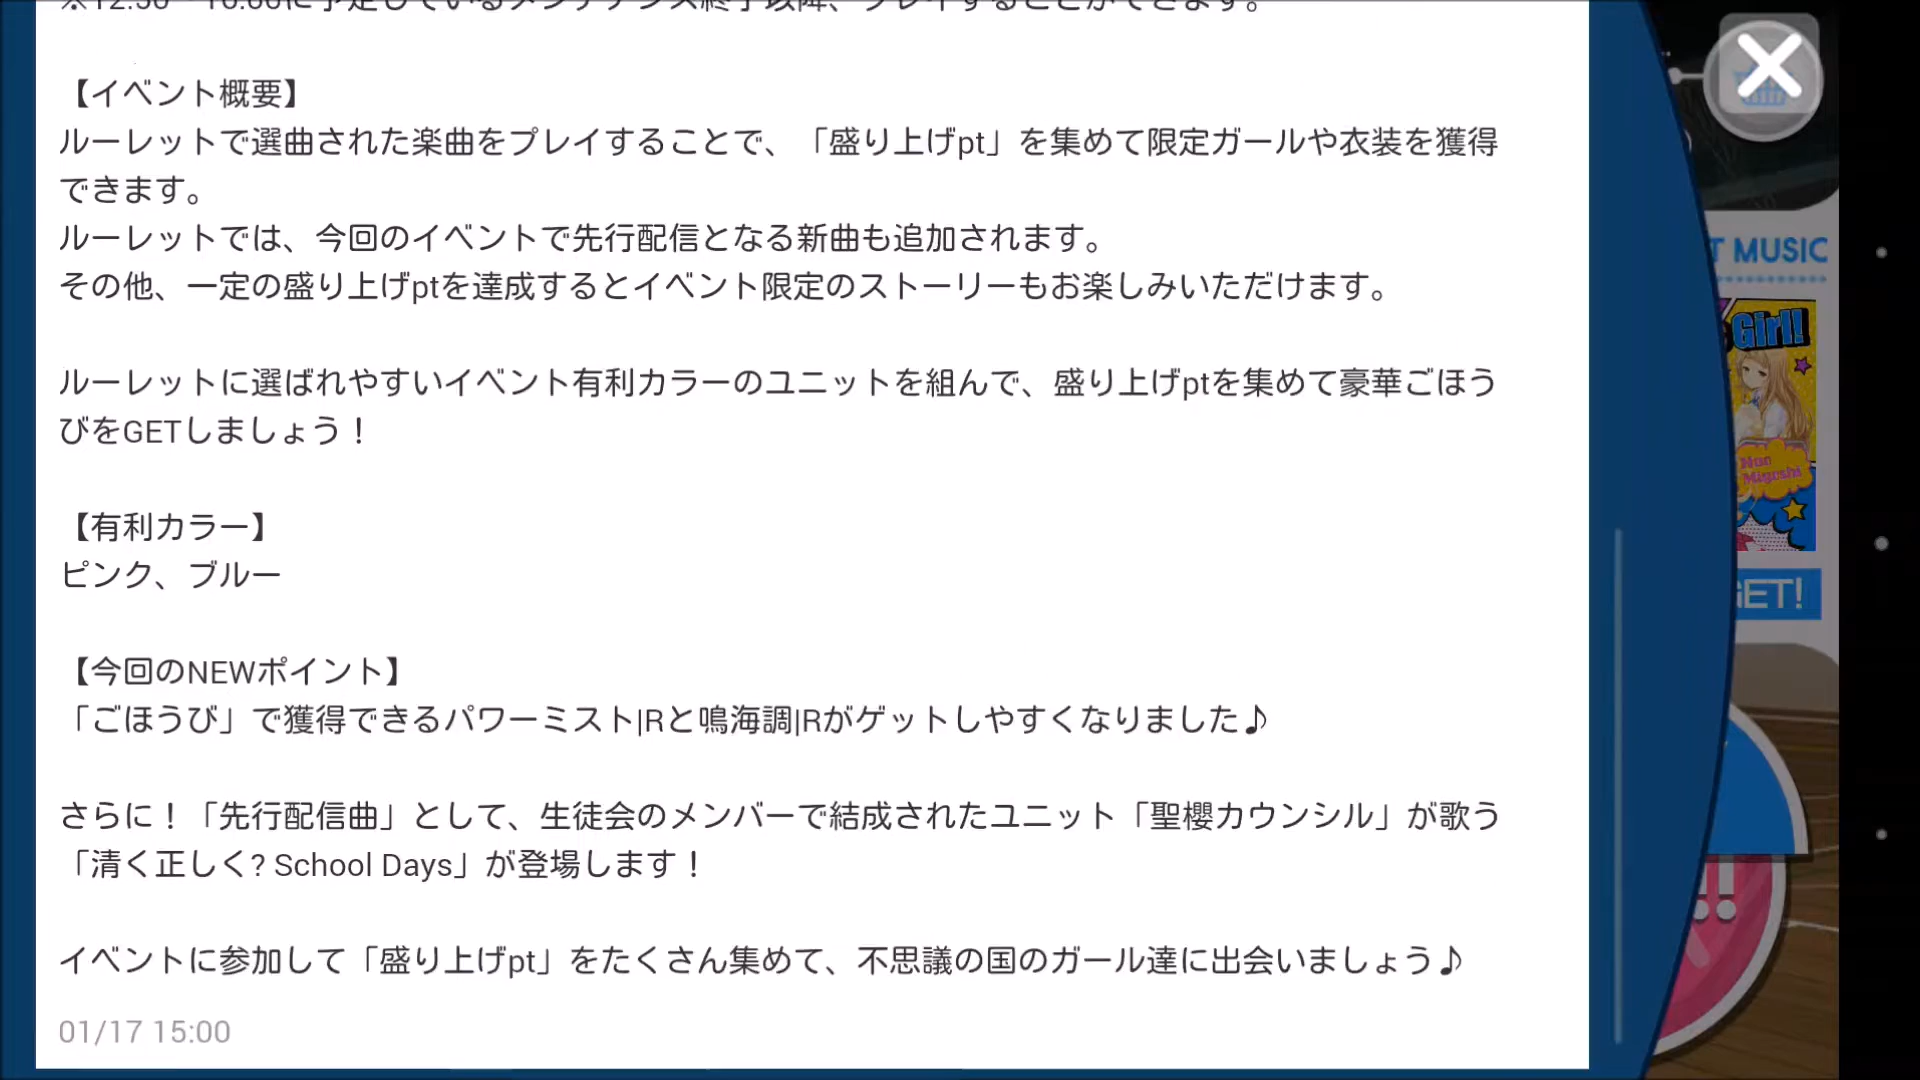 【イベント概要】
ルーレットで選曲された楽曲をプレイすることで、「盛り上げpt」を集めて限定ガールや衣装を獲得
できます。
ルーレットでは、今回のイベントで先行配信となる新曲も追加されます。
その他、一定の盛り上げptを達成するとイベント限定のストーリーもお楽しみいただけます。
ルーレットに選ばれやすいイベント有利カラーのユニットを組んで、盛り上げptを集めて豪華ごほう
びをGETしましょう！
【有利カラー】
ピンク、ブルー
【今回のNEWポイント】
「ごほうび」で獲得できるパワーミスト|Rと鳴海調|Rがゲットしやすくなりました♪
さらに！「先行配信曲」として、生徒会のメンバーで結成されたユニット「聖櫻カウンシル」が歌う
「清く正しく? School Days」が登場します！
イベントに参加して「盛り上げpt」をたくさん集めて、不思議の国のガール達に出会いましょう♪
01/17 15:00
T MUSIC
Girl!
GET!